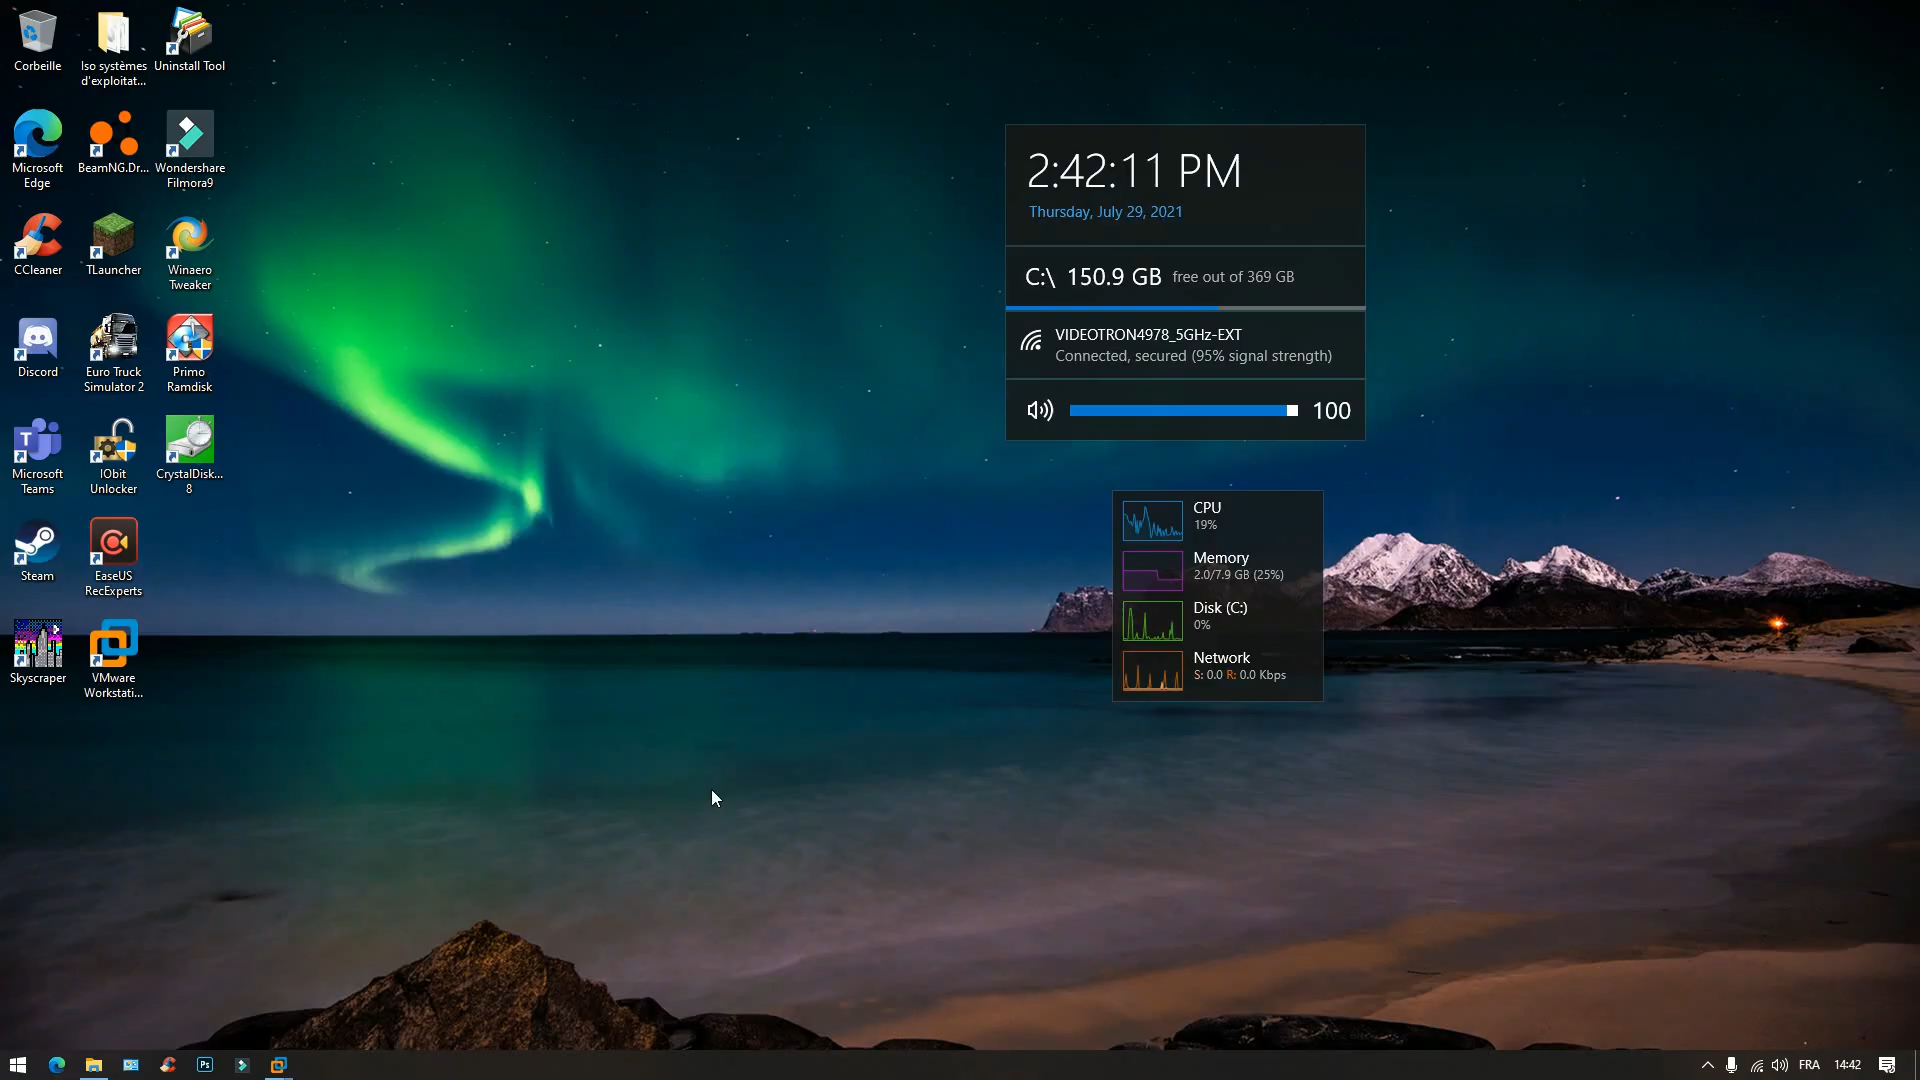 Corbeille
Iso systèmes
d'exploitat...
Uninstall Tool
Microsoft
Edge
BeamNG.Dr...
Wondershare
Filmora9
CCleaner
TLauncher
Winaero
Tweaker
Discord
Euro Truck
Simulator 2
Primo
Ramdisk
Microsoft
Teams
IObit
Unlocker
CrystalDisk...
8
Steam
EaseUS
RecExperts
Skyscraper
VMware
Workstati...
2:42:11 PM
Thursday, July 29, 2021
C:\ 150.9 GB free out of 369 GB
VIDEOTRON4978_5GHz-EXT
Connected, secured (95% signal strength)
100
CPU
19%
Memory
2.0/7.9 GB (25%)
Disk (C:)
0%
Network
S: 0.0 R: 0.0 Kbps
Ps
FRA
14:42